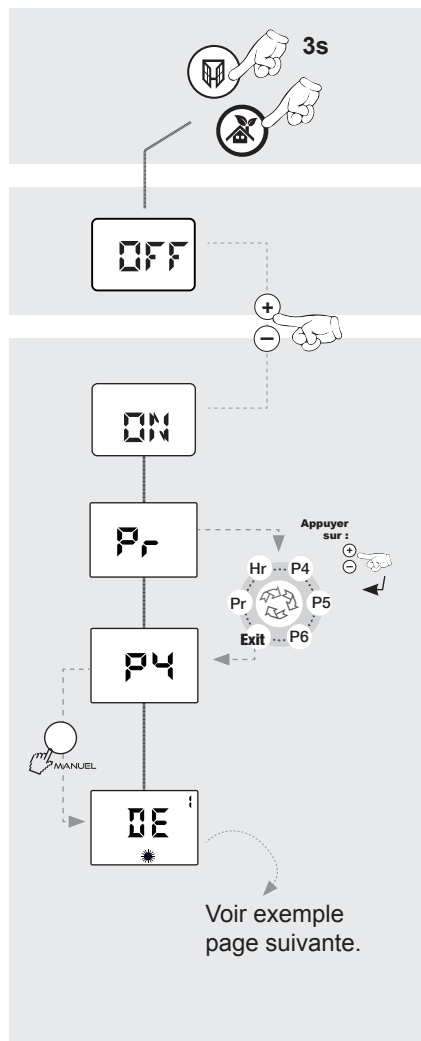 3s
OFF
+
−
ON
Pr
Appuyer
sur :
+
−
Hr P4
Pr P5
Exit P6
P4
MANUEL
1
DE
Voir exemple
page suivante.